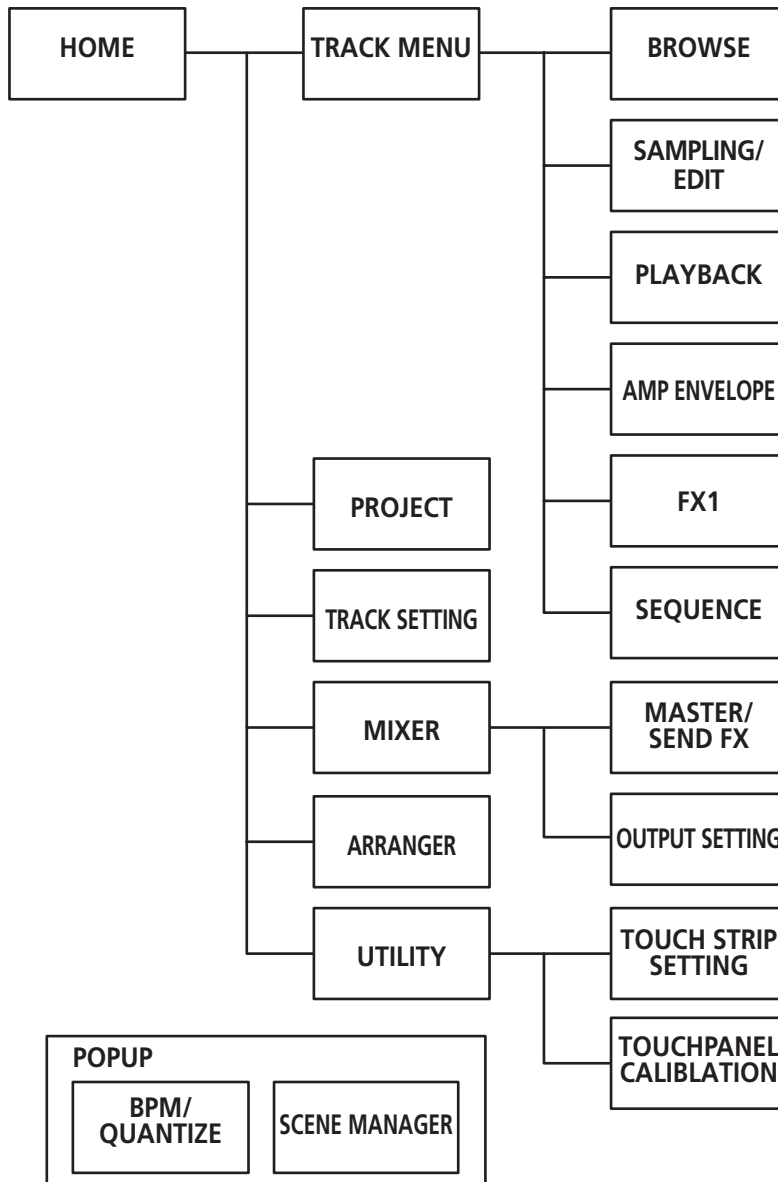 HOME
TRACK MENU
BROWSE
SAMPLING/
EDIT
PLAYBACK
AMP ENVELOPE
FX1
SEQUENCE
PROJECT
TRACK SETTING
MIXER
MASTER/
SEND FX
OUTPUT SETTING
ARRANGER
UTILITY
TOUCH STRIP
SETTING
TOUCHPANEL
CALIBLATION
POPUP
BPM/
QUANTIZE
SCENE MANAGER